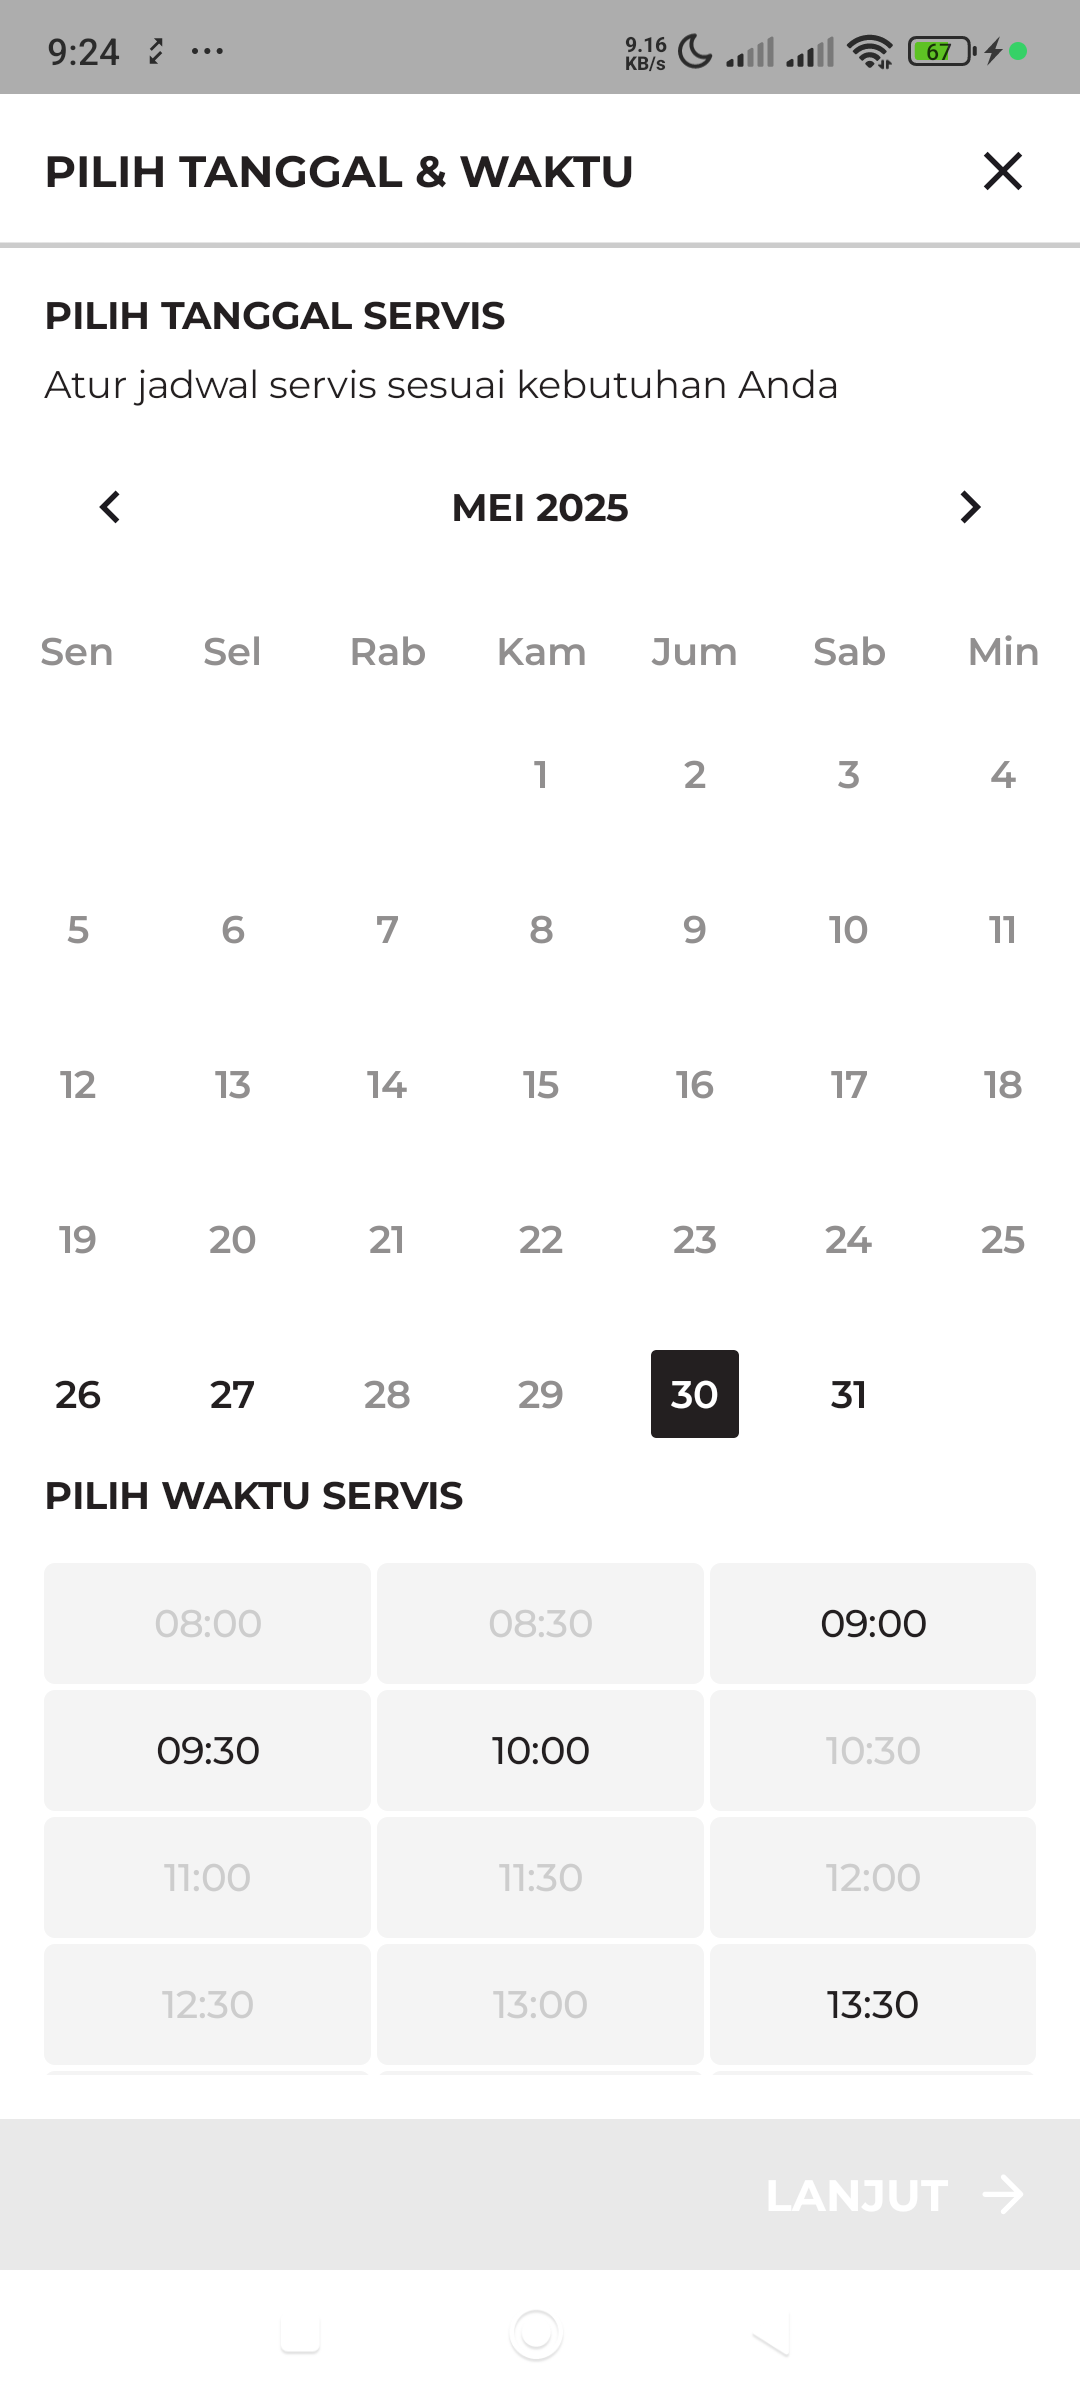 9:24 ... 9.16 KB/s 67
PILIH TANGGAL & WAKTU
PILIH TANGGAL SERVIS
Atur jadwal servis sesuai kebutuhan Anda
MEI 2025
Sen Sel Rab Kam Jum Sab Min
1 2 3 4
5 6 7 8 9 10 11
12 13 14 15 16 17 18
19 20 21 22 23 24 25
26 27 28 29 30 31
PILIH WAKTU SERVIS
08:00 08:30 09:00
09:30 10:00 10:30
11:00 11:30 12:00
12:30 13:00 13:30
LANJUT